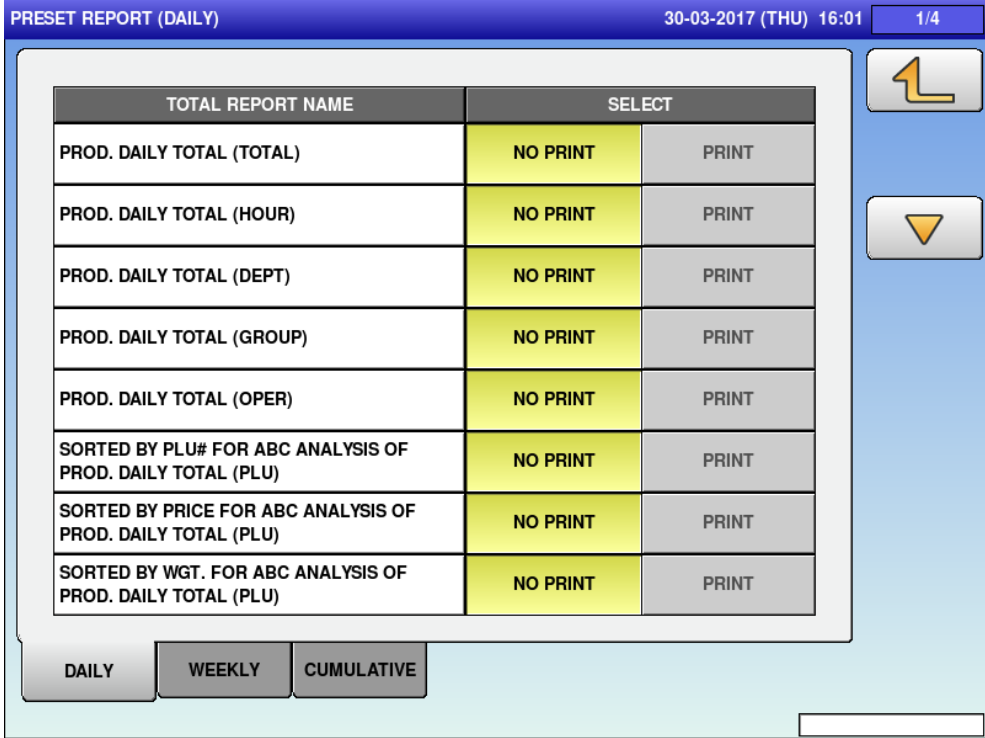 PRESET REPORT (DAILY) 30-03-2017 (THU) 16:01 1/4
TOTAL REPORT NAME SELECT
PROD. DAILY TOTAL (TOTAL) NO PRINT PRINT
PROD. DAILY TOTAL (HOUR) NO PRINT PRINT
PROD. DAILY TOTAL (DEPT) NO PRINT PRINT
PROD. DAILY TOTAL (GROUP) NO PRINT PRINT
PROD. DAILY TOTAL (OPER) NO PRINT PRINT
SORTED BY PLU# FOR ABC ANALYSIS OF
PROD. DAILY TOTAL (PLU) NO PRINT PRINT
SORTED BY PRICE FOR ABC ANALYSIS OF
PROD. DAILY TOTAL (PLU) NO PRINT PRINT
SORTED BY WGT. FOR ABC ANALYSIS OF
PROD. DAILY TOTAL (PLU) NO PRINT PRINT
DAILY WEEKLY CUMULATIVE